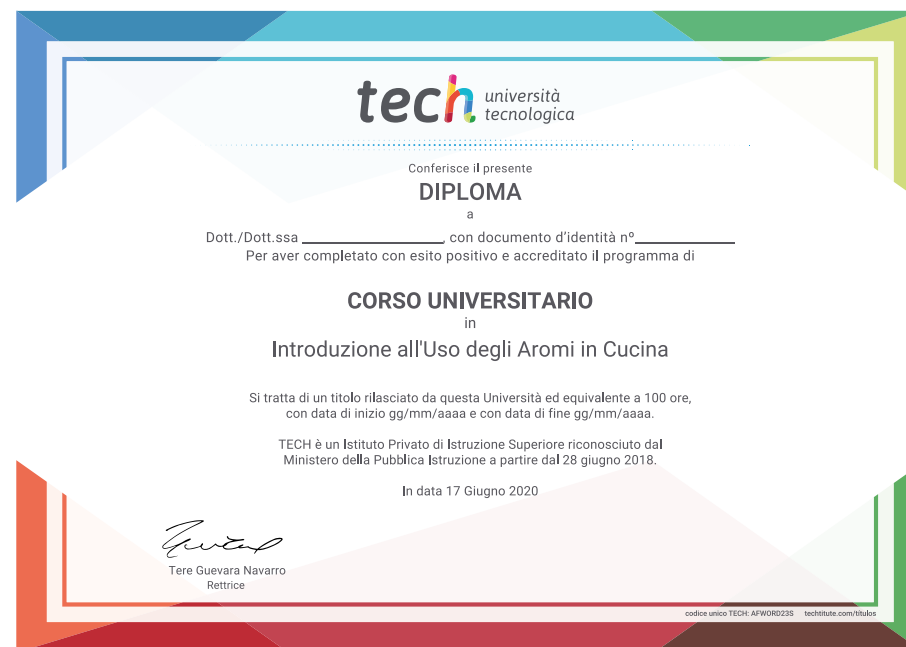 tech università
tecnologica
Conferisce il presente
DIPLOMA
a
Dott./Dott.ssa ________________, con documento d'identità nº____________
Per aver completato con esito positivo e accreditato il programma di
CORSO UNIVERSITARIO
in
Introduzione all'Uso degli Aromi in Cucina
Si tratta di un titolo rilasciato da questa Università ed equivalente a 100 ore,
con data di inizio gg/mm/aaaa e con data di fine gg/mm/aaaa.
TECH è un Istituto Privato di Istruzione Superiore riconosciuto dal
Ministero della Pubblica Istruzione a partire dal 28 giugno 2018.
In data 17 Giugno 2020
Tere Guevara Navarro
Rettrice
codice unico TECH: AFWORD23S techtitute.com/titulos